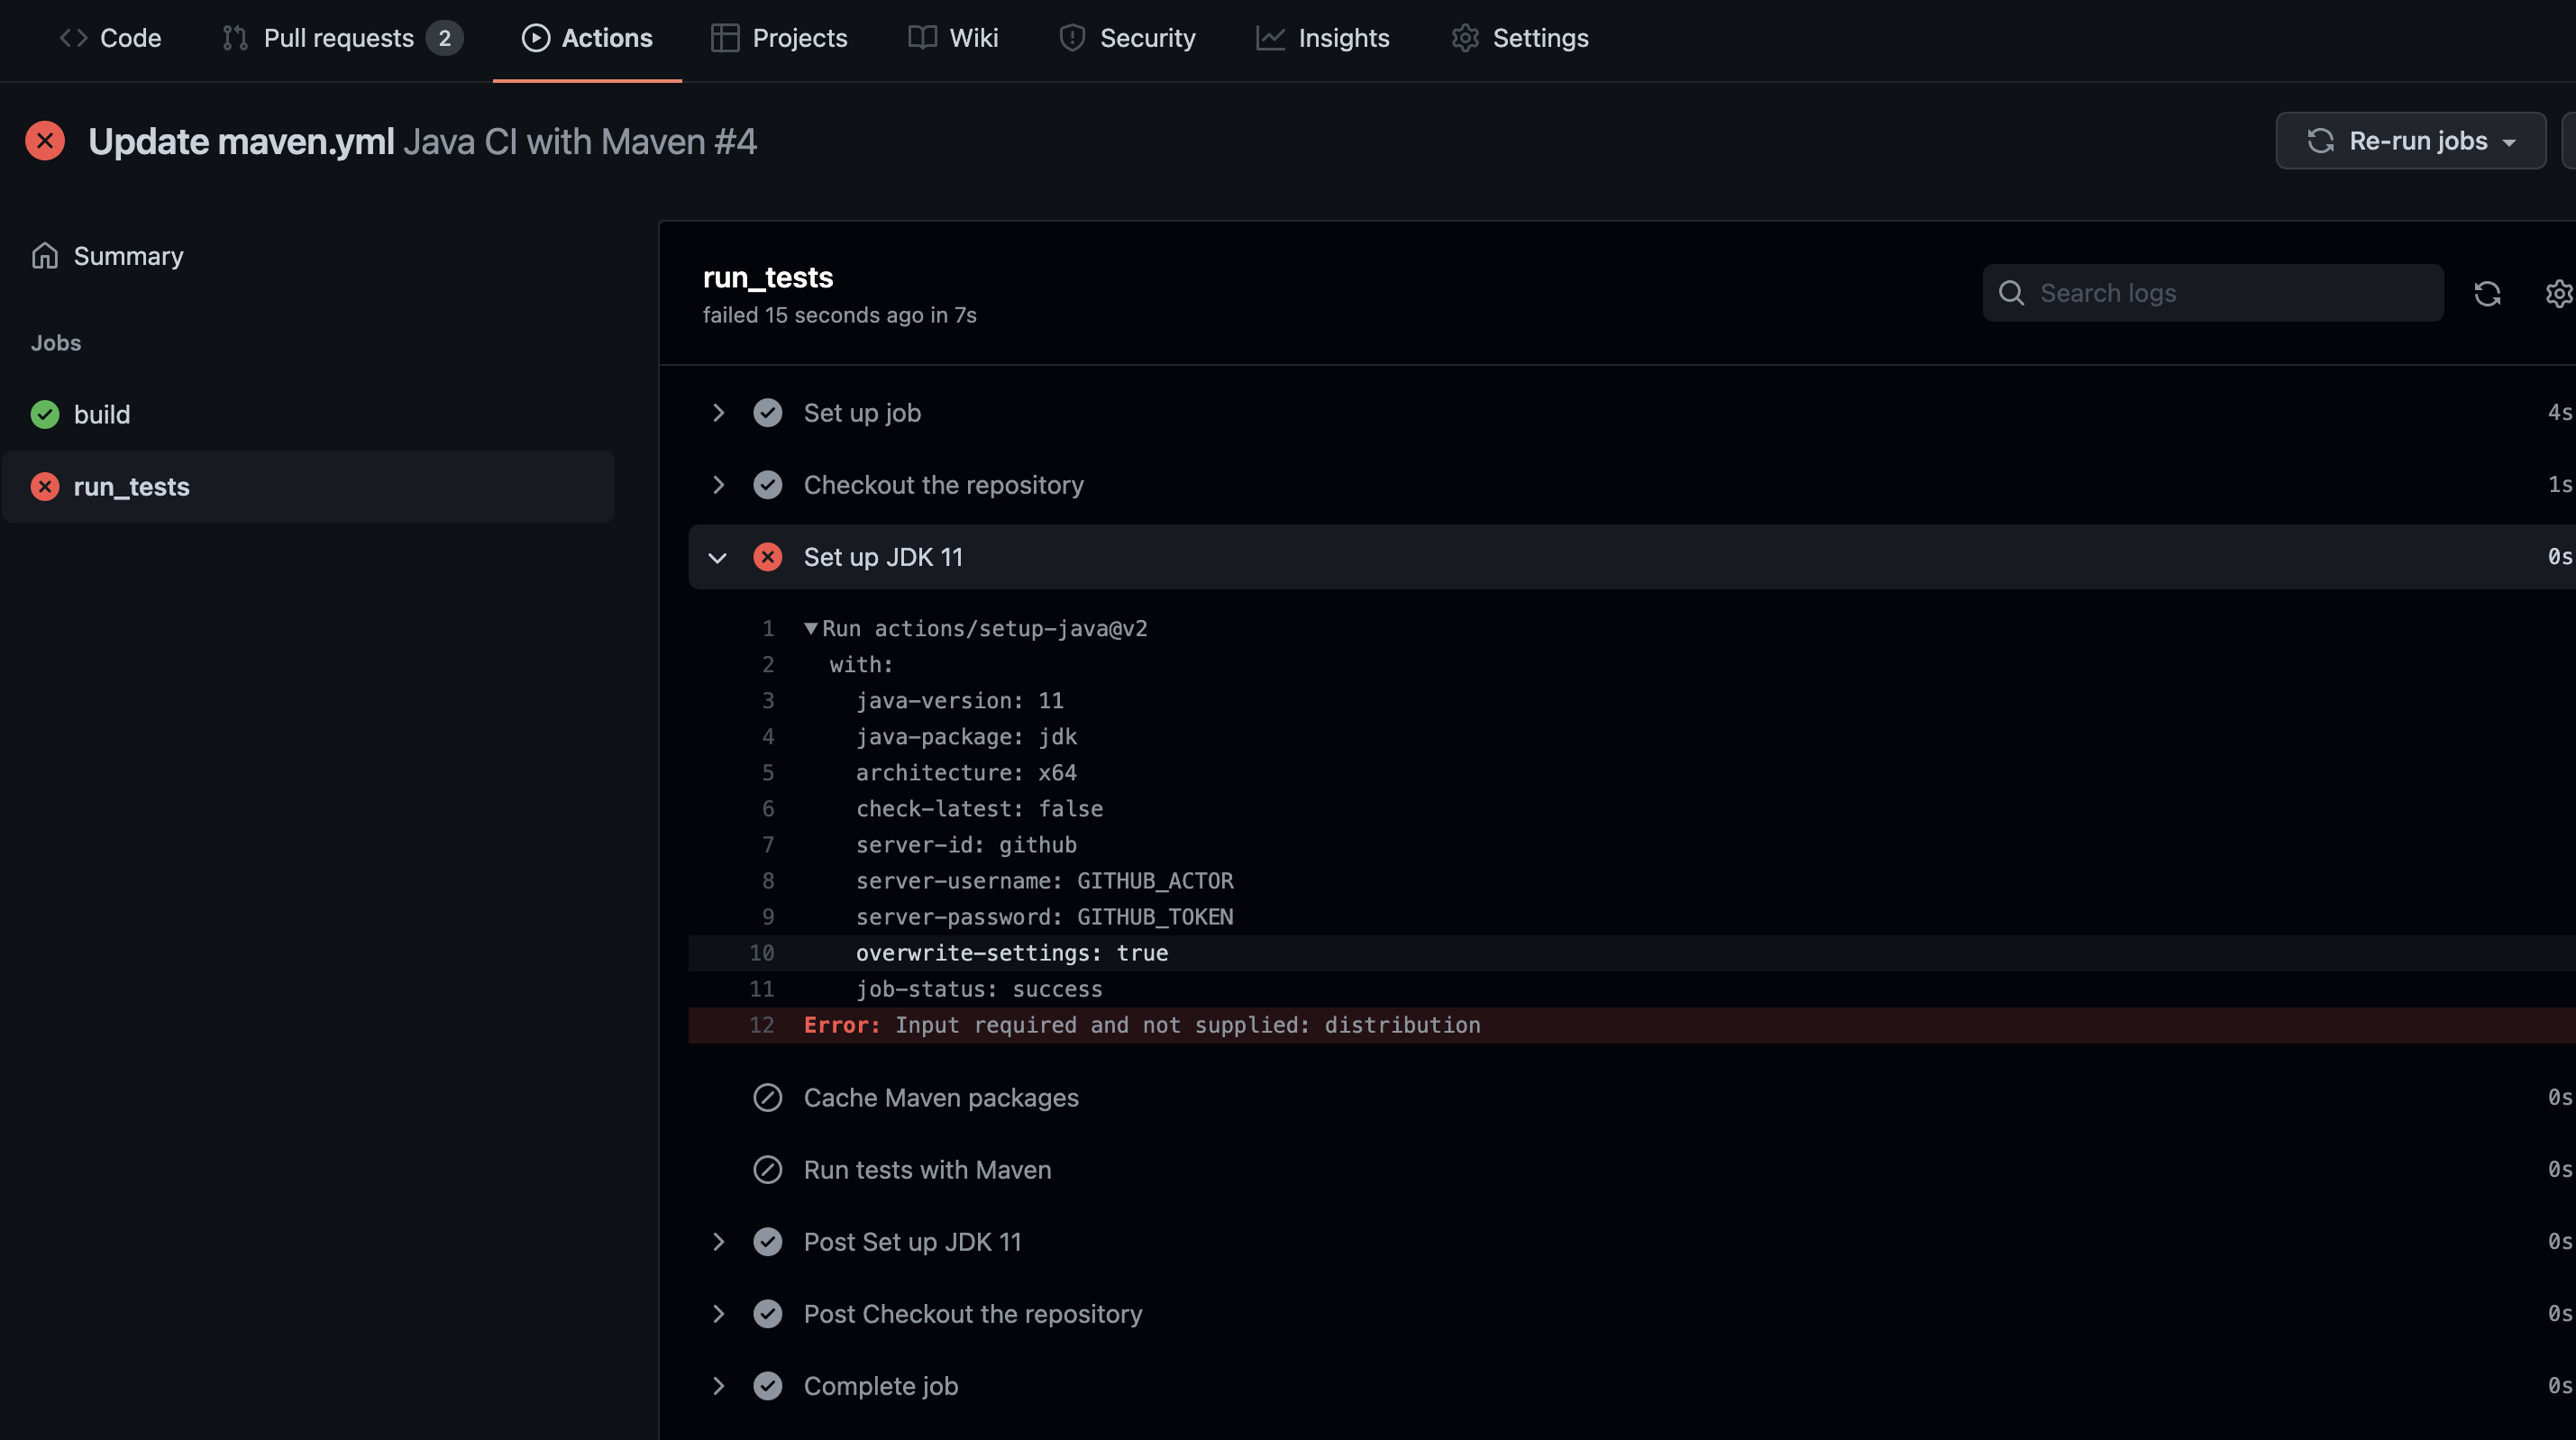 Code Pull requests 2 Actions Projects Wiki Security Insights Settings
Update maven.yml Java CI with Maven #4
Re-run jobs
Summary
Jobs
build
run_tests
run_tests
failed 15 seconds ago in 7s
Search logs
Set up job 4s
Checkout the repository 1s
Set up JDK 11 0s
1 ▼Run actions/setup-java@v2
2 with:
3 java-version: 11
4 java-package: jdk
5 architecture: x64
6 check-latest: false
7 server-id: github
8 server-username: GITHUB_ACTOR
9 server-password: GITHUB_TOKEN
10 overwrite-settings: true
11 job-status: success
12 Error: Input required and not supplied: distribution
Cache Maven packages 0s
Run tests with Maven 0s
Post Set up JDK 11 0s
Post Checkout the repository 0s
Complete job 0s